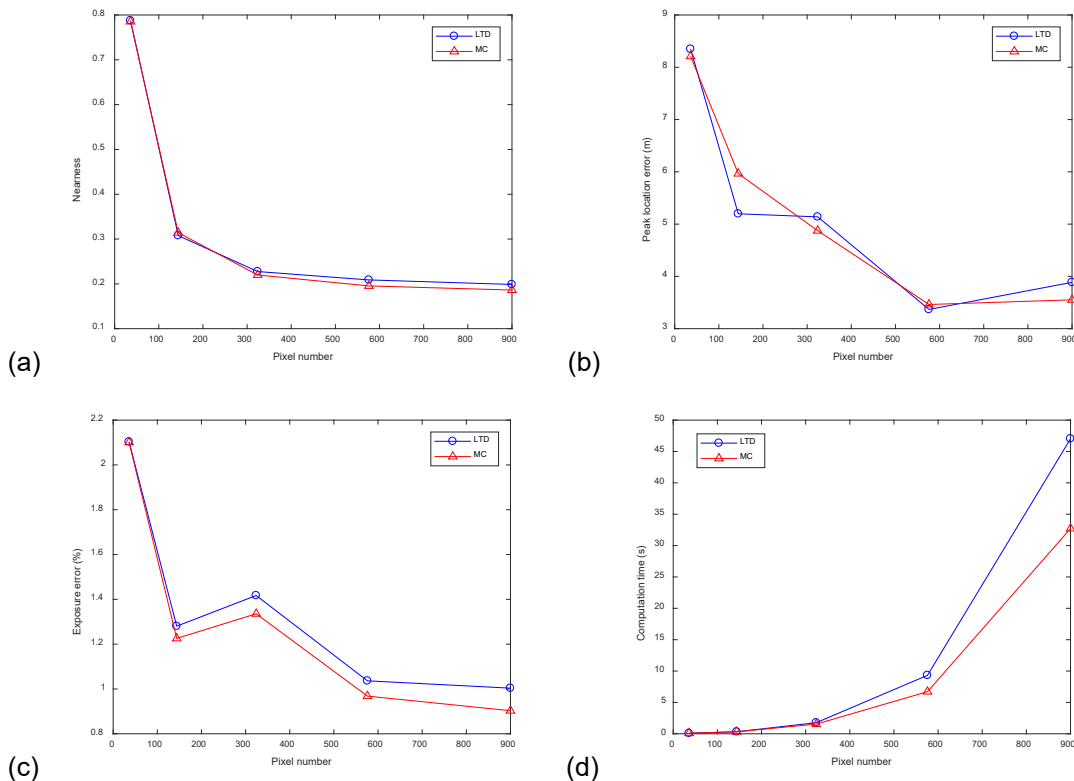 0.8
0.7
0.6
0.5
0.4
0.3
0.2
0.1
Nearness
LTD
MC
0 100 200 300 400 500 600 700 800 900
Pixel number
(a)
9
8
7
6
5
4
3
Peak location error (m)
LTD
MC
0 100 200 300 400 500 600 700 800 900
Pixel number
(b)
2.2
2
1.8
1.6
1.4
1.2
1
0.8
Exposure error (%)
LTD
MC
0 100 200 300 400 500 600 700 800 900
Pixel number
(c)
50
45
40
35
30
25
20
15
10
5
0
Computation time (s)
LTD
MC
0 100 200 300 400 500 600 700 800 900
Pixel number
(d)